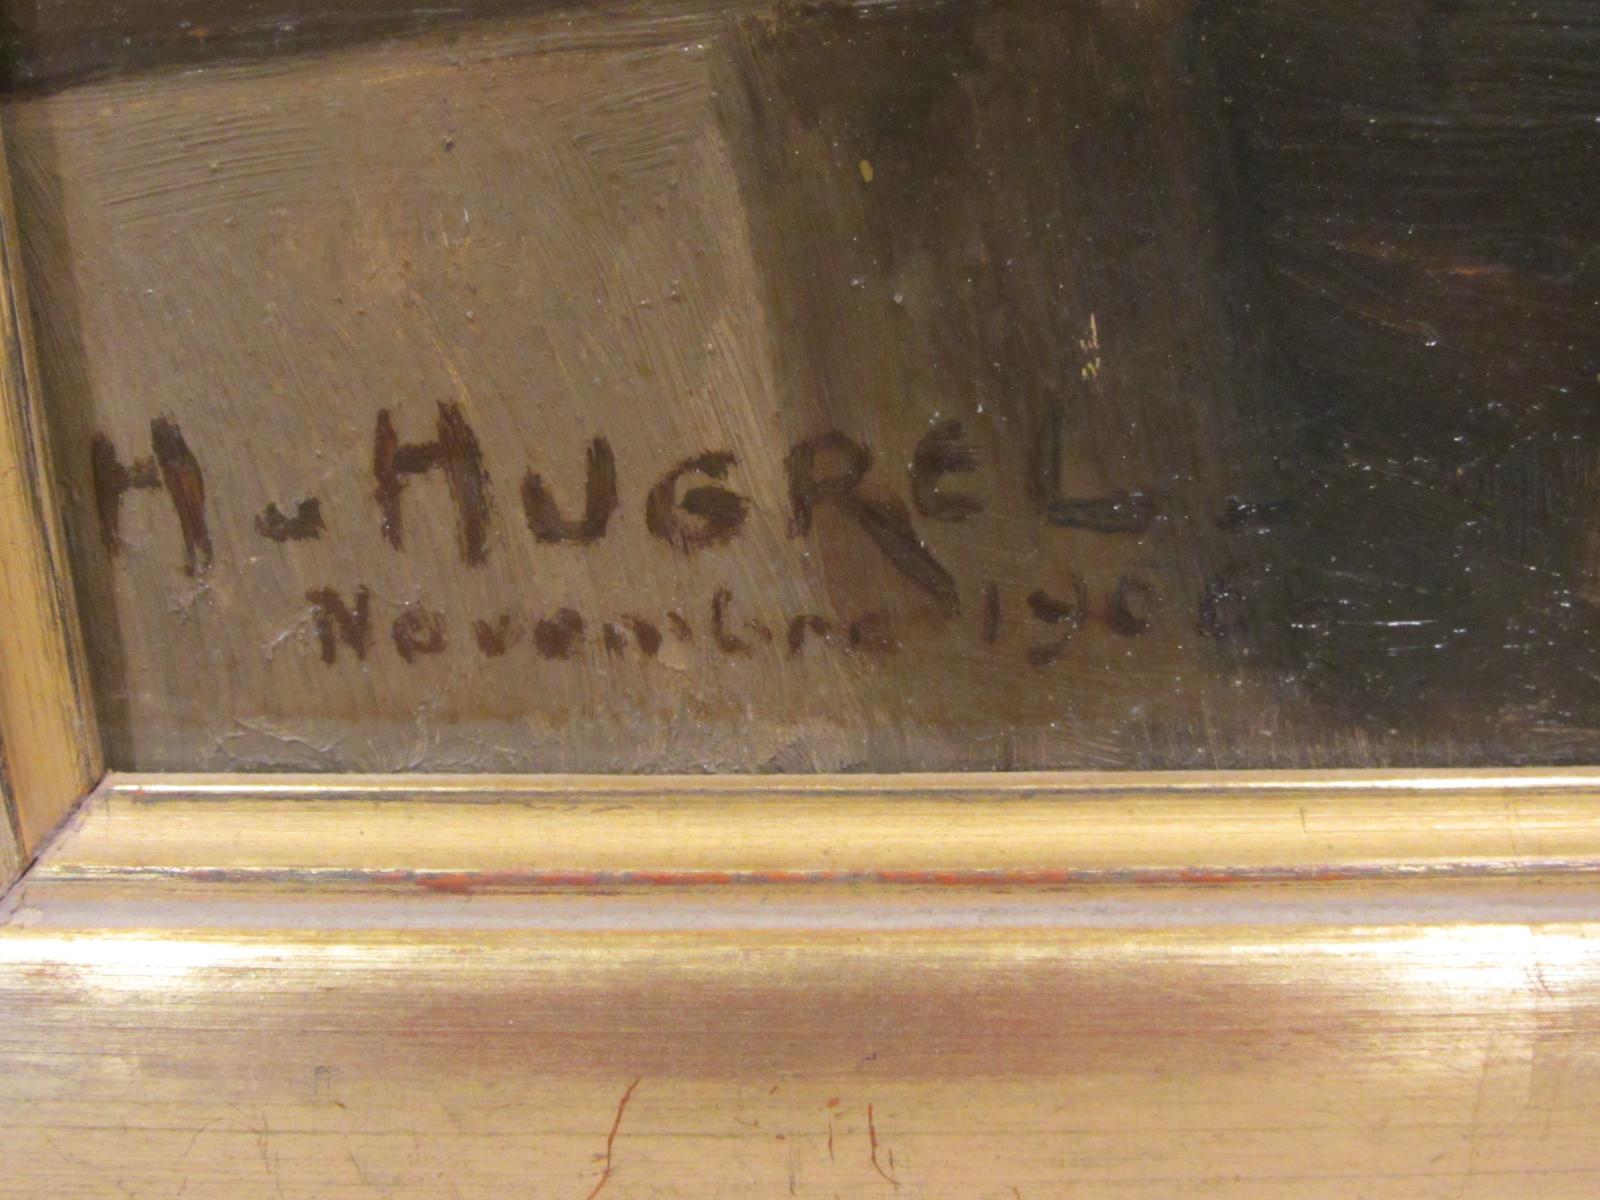 H. HUGREL.
Novembre 1906